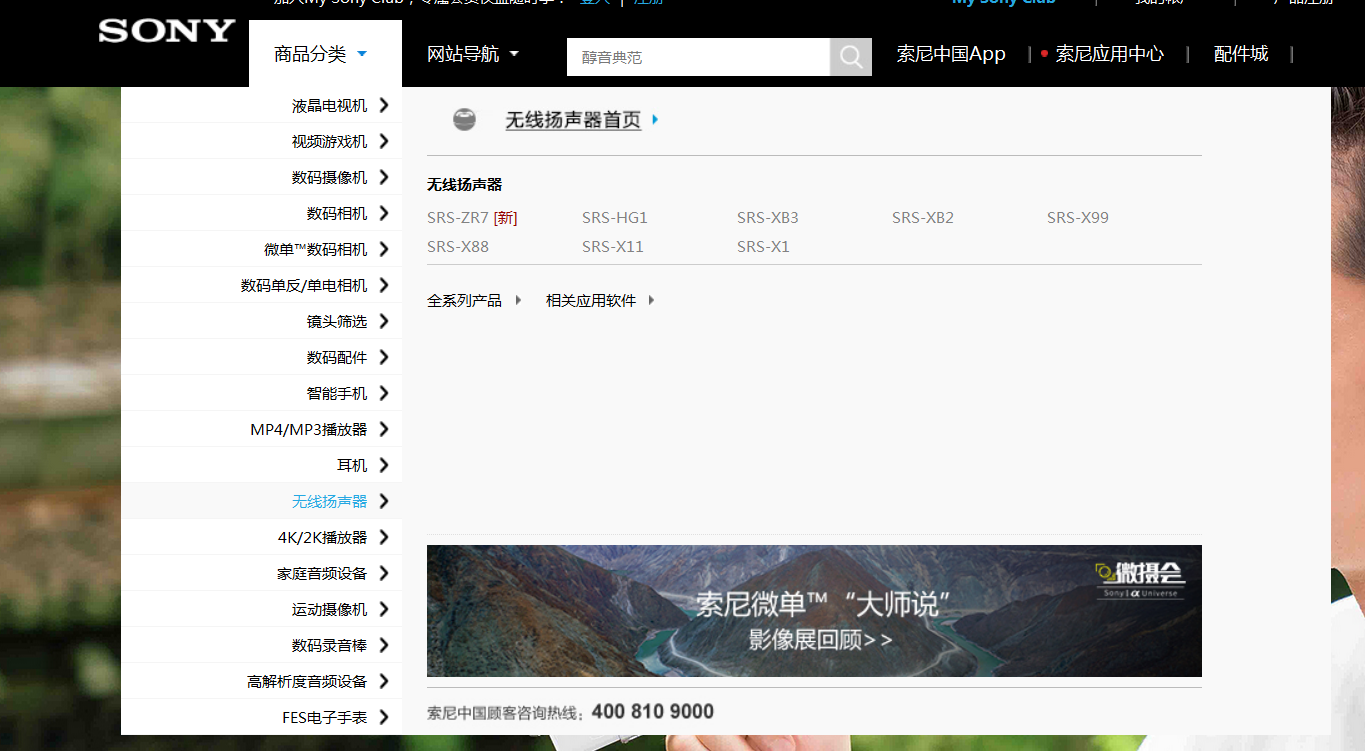 加入My Sony Club，专属会员权益随时享！ 登入 | 注册 My Sony Club | 我的帐户 | 产品注册
SONY
商品分类 网站导航 醇音典范 索尼中国App | 索尼应用中心 | 配件城 |
液晶电视机
视频游戏机
数码摄像机
数码相机
微单™数码相机
数码单反/单电相机
镜头筛选
数码配件
智能手机
MP4/MP3播放器
耳机
无线扬声器
4K/2K播放器
家庭音频设备
运动摄像机
数码录音棒
高解析度音频设备
FES电子手表
无线扬声器首页
无线扬声器
SRS-ZR7 [新] SRS-HG1 SRS-XB3 SRS-XB2 SRS-X99
SRS-X88 SRS-X11 SRS-X1
全系列产品 相关应用软件
微摄会
Sony | α Universe
索尼微单™“大师说”
影像展回顾>>
索尼中国顾客咨询热线：400 810 9000